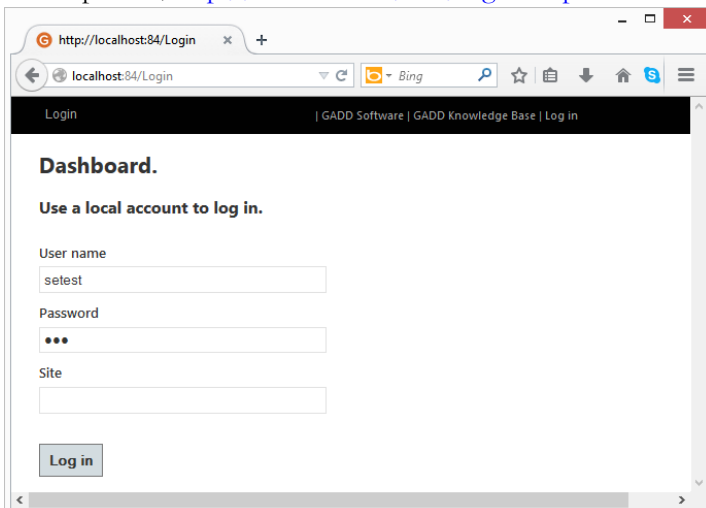 http://localhost:84/Login
localhost:84/Login
Bing
Login
| GADD Software | GADD Knowledge Base | Log in
Dashboard.
Use a local account to log in.
User name
setest
Password
•••
Site
Log in